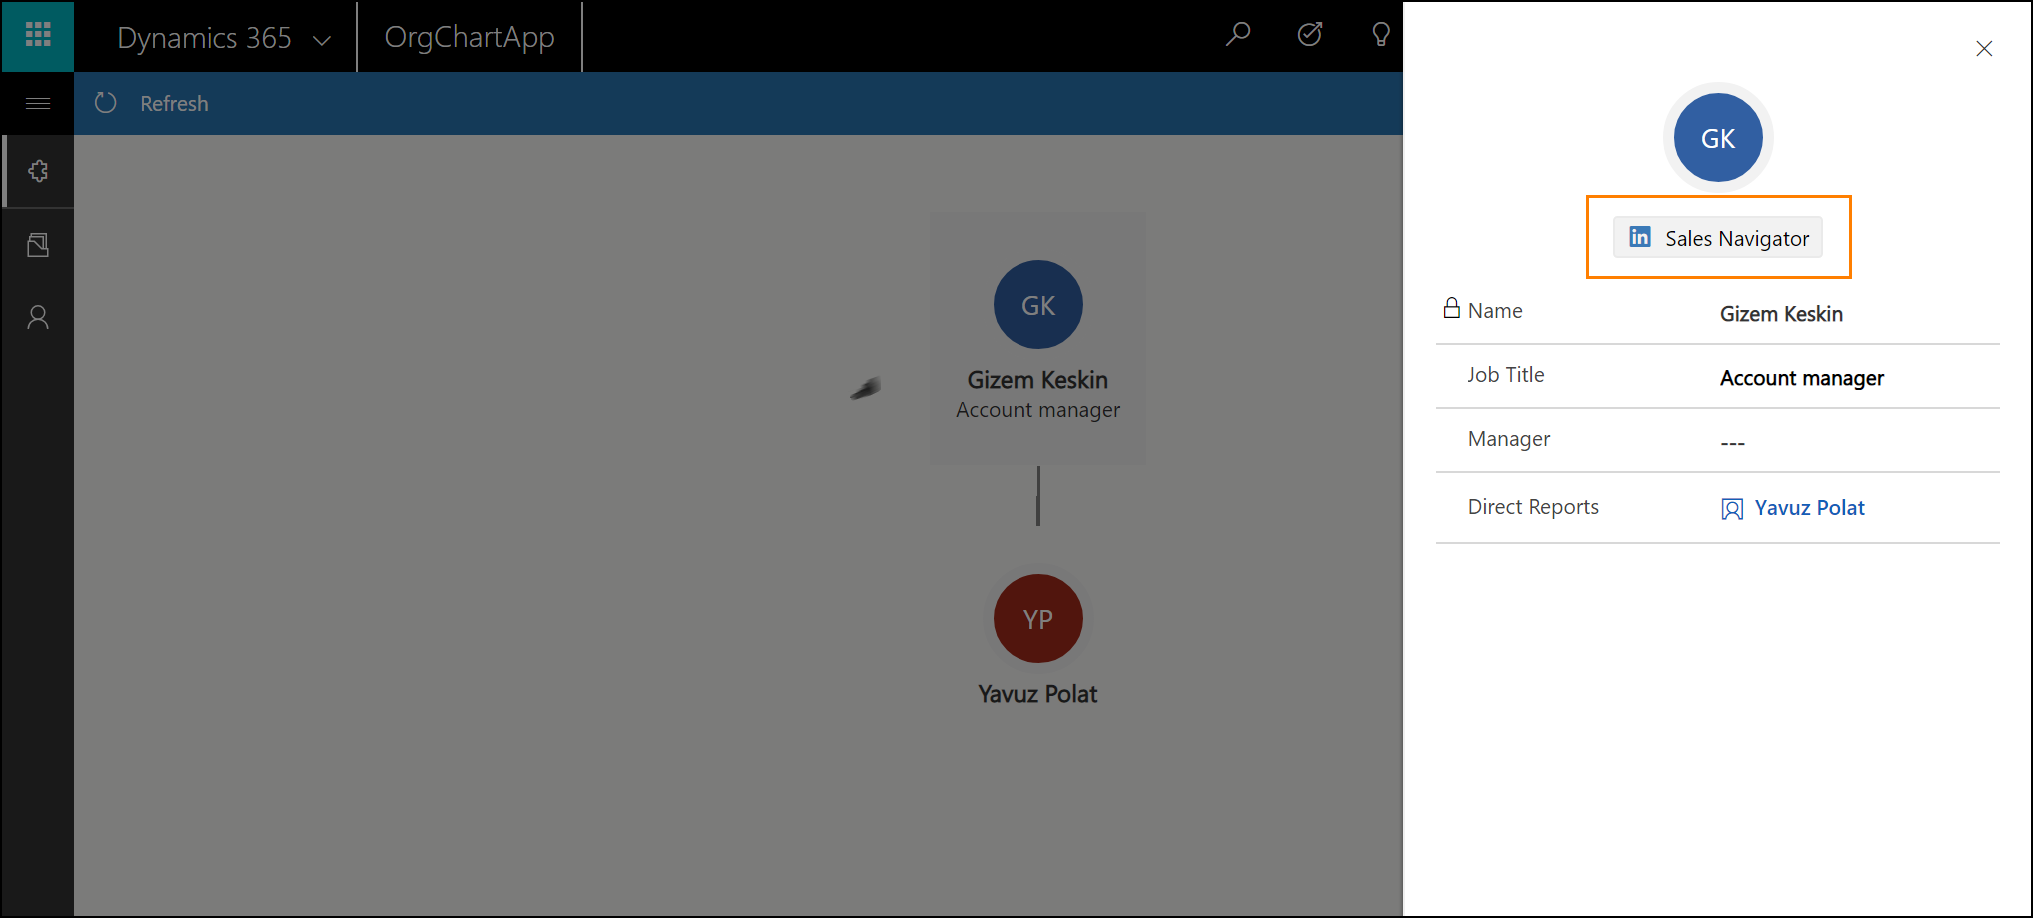 Dynamics 365
OrgChartApp
Refresh
GK
Gizem Keskin
Account manager
YP
Yavuz Polat
GK
in Sales Navigator
Name Gizem Keskin
Job Title Account manager
Manager ---
Direct Reports Yavuz Polat